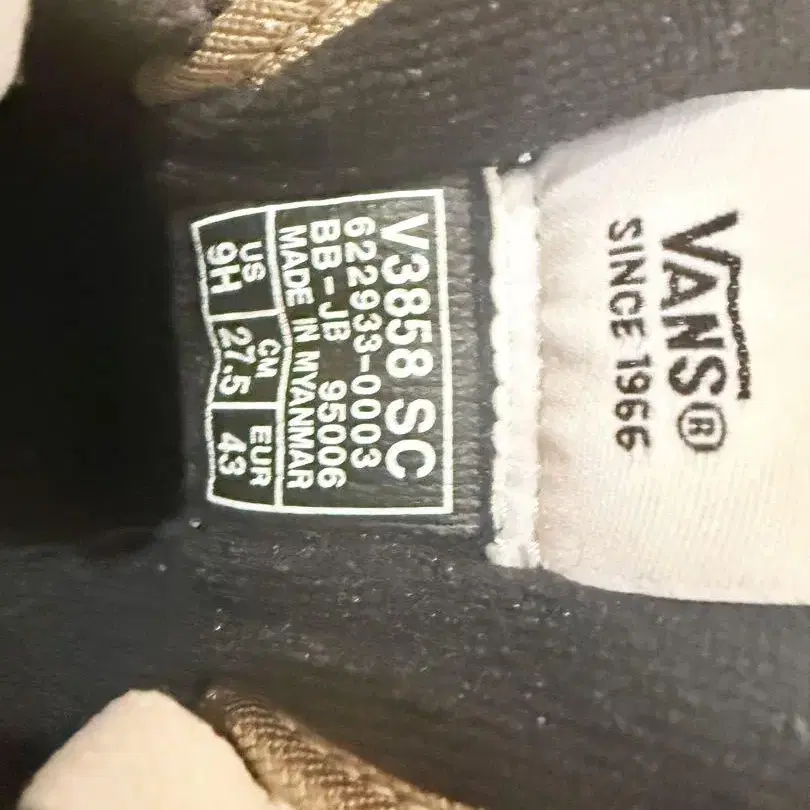 VANS®
SINCE 1966
V3858 SC
622933-0003
BB-JB 95006
MADE IN MYANMAR
US CM EUR
9H 27.5 43